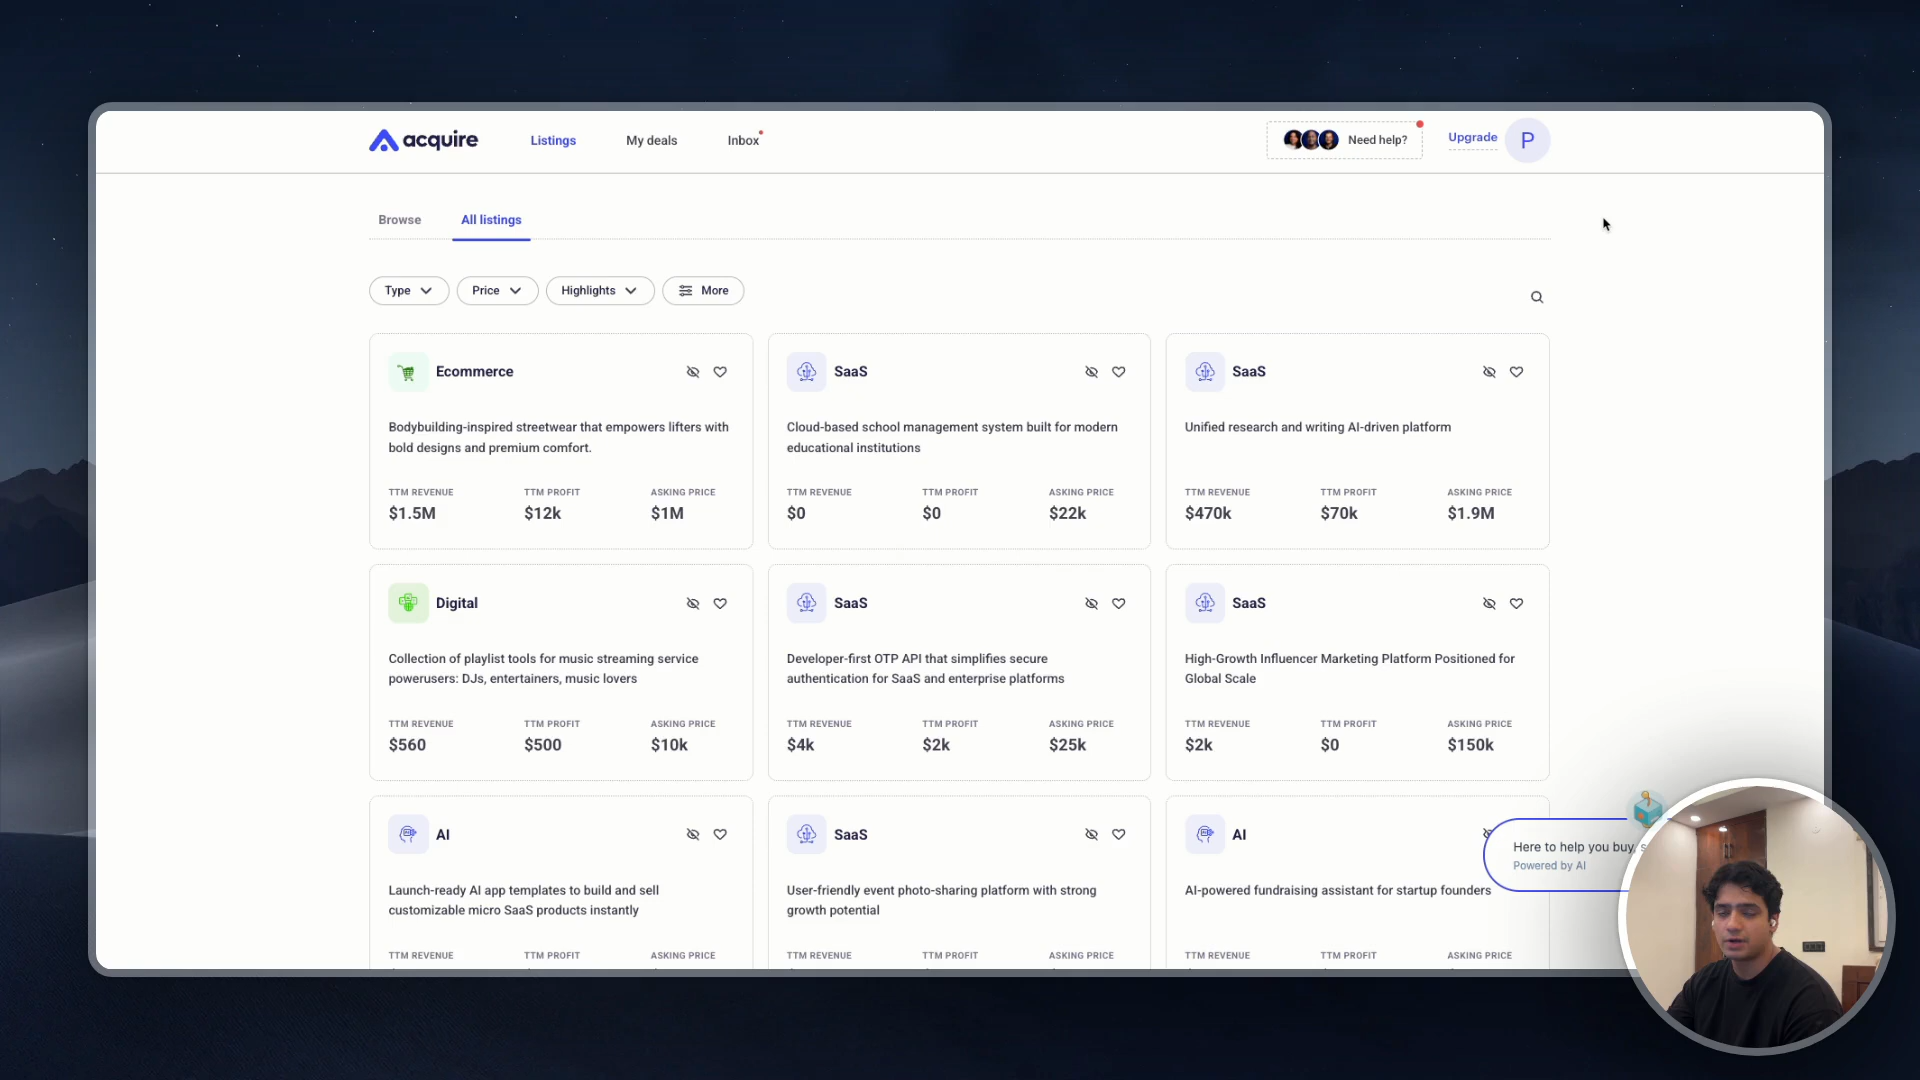 acquire
Listings
My deals
Inbox
Need help?
Upgrade
P
Browse
All listings
Type
Price
Highlights
More
Ecommerce
Bodybuilding-inspired streetwear that empowers lifters with
bold designs and premium comfort.
TTM REVENUE TTM PROFIT ASKING PRICE
$1.5M $12k $1M
SaaS
Cloud-based school management system built for modern
educational institutions
TTM REVENUE TTM PROFIT ASKING PRICE
$0 $0 $22k
SaaS
Unified research and writing AI-driven platform
TTM REVENUE TTM PROFIT ASKING PRICE
$470k $70k $1.9M
Digital
Collection of playlist tools for music streaming service
powerusers: DJs, entertainers, music lovers
TTM REVENUE TTM PROFIT ASKING PRICE
$560 $500 $10k
SaaS
Developer-first OTP API that simplifies secure
authentication for SaaS and enterprise platforms
TTM REVENUE TTM PROFIT ASKING PRICE
$4k $2k $25k
SaaS
High-Growth Influencer Marketing Platform Positioned for
Global Scale
TTM REVENUE TTM PROFIT ASKING PRICE
$2k $0 $150k
AI
Launch-ready AI app templates to build and sell
customizable micro SaaS products instantly
TTM REVENUE TTM PROFIT ASKING PRICE
SaaS
User-friendly event photo-sharing platform with strong
growth potential
TTM REVENUE TTM PROFIT ASKING PRICE
AI
AI-powered fundraising assistant for startup founders
TTM REVENUE TTM PROFIT ASKING PRICE
Here to help you buy,
Powered by AI